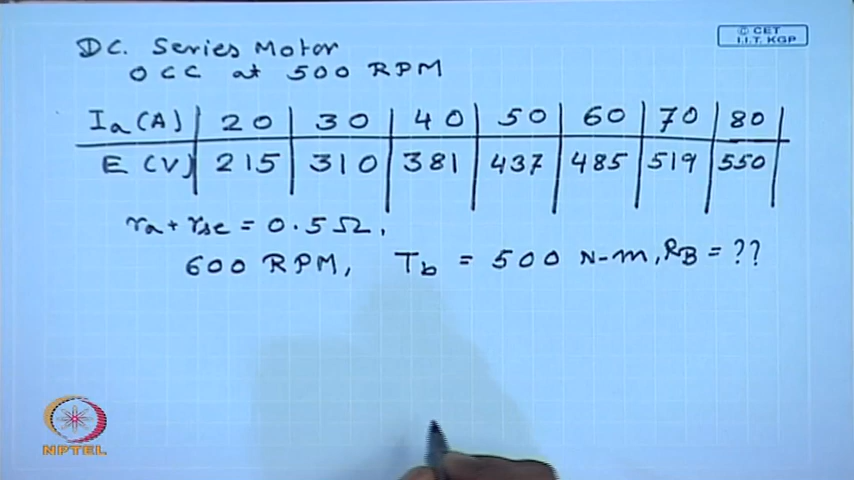 © CET
I.I.T. KGP
DC. Series Motor
OCC at 500 RPM
Ia (A) 20 30 40 50 60 70 80
E (V) 215 310 381 437 485 519 550
ra + rse = 0.5 Ω,
600 RPM, Tb = 500 N-m, RB = ??
NPTEL